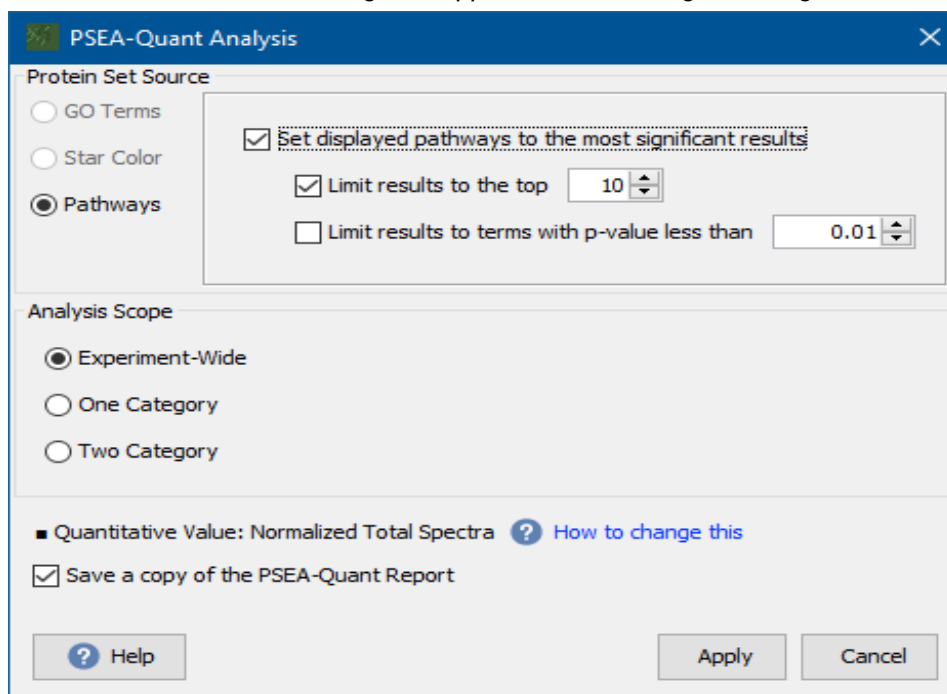 PSEA-Quant Analysis
Protein Set Source
GO Terms
Star Color
Pathways
Set displayed pathways to the most significant results
Limit results to the top 10
Limit results to terms with p-value less than 0.01
Analysis Scope
Experiment-Wide
One Category
Two Category
▪ Quantitative Value: Normalized Total Spectra ? How to change this
Save a copy of the PSEA-Quant Report
? Help Apply Cancel